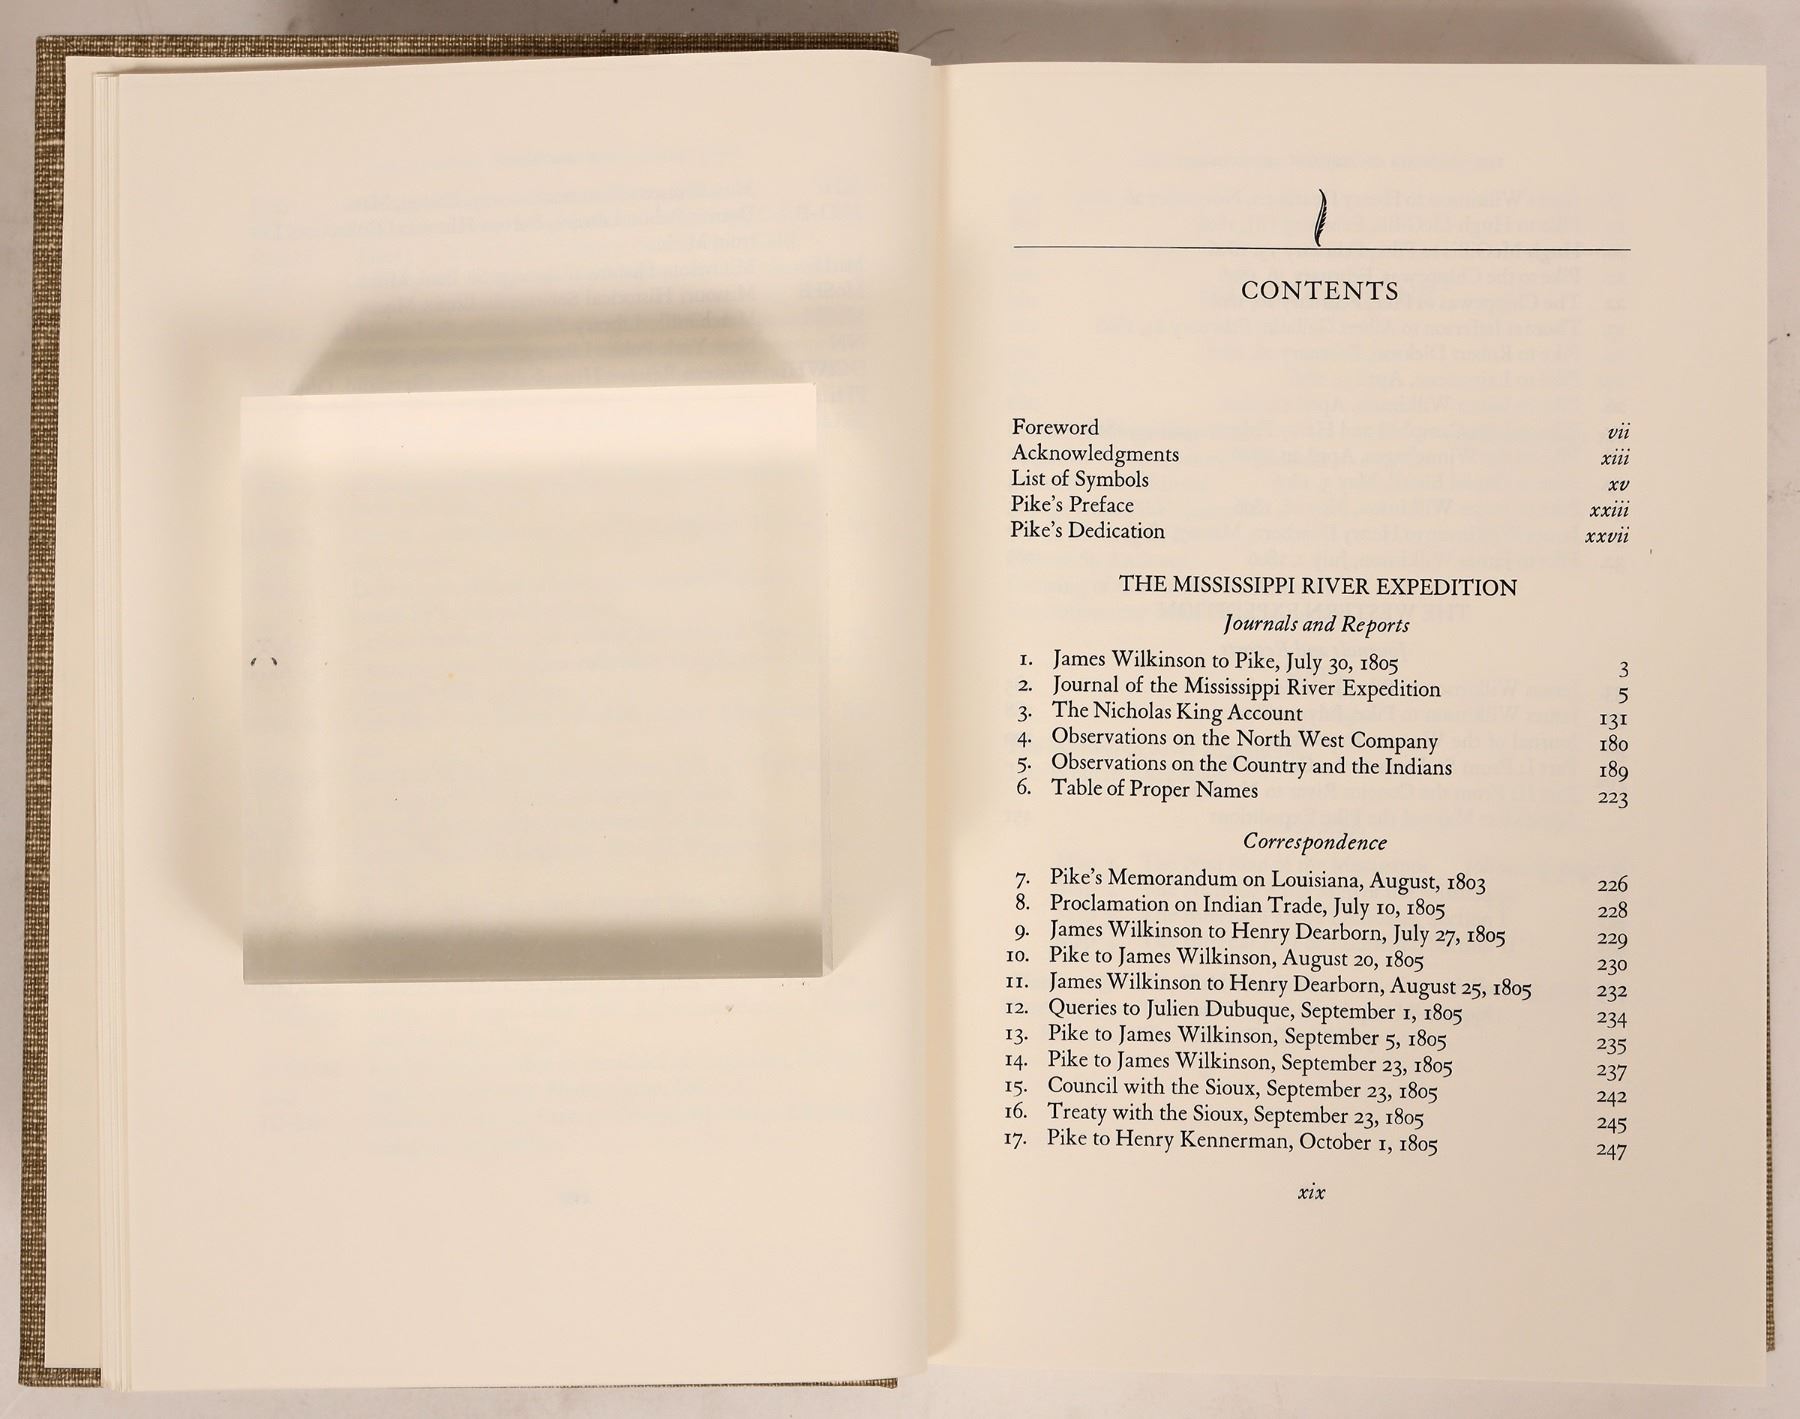 CONTENTS
Foreword vii
Acknowledgments xiii
List of Symbols xv
Pike's Preface xxiii
Pike's Dedication xxvii
THE MISSISSIPPI RIVER EXPEDITION
Journals and Reports
1. James Wilkinson to Pike, July 30, 1805 3
2. Journal of the Mississippi River Expedition 5
3. The Nicholas King Account 131
4. Observations on the North West Company 180
5. Observations on the Country and the Indians 189
6. Table of Proper Names 223
Correspondence
7. Pike's Memorandum on Louisiana, August, 1803 226
8. Proclamation on Indian Trade, July 10, 1805 228
9. James Wilkinson to Henry Dearborn, July 27, 1805 229
10. Pike to James Wilkinson, August 20, 1805 230
11. James Wilkinson to Henry Dearborn, August 25, 1805 232
12. Queries to Julien Dubuque, September 1, 1805 234
13. Pike to James Wilkinson, September 5, 1805 235
14. Pike to James Wilkinson, September 23, 1805 237
15. Council with the Sioux, September 23, 1805 242
16. Treaty with the Sioux, September 23, 1805 245
17. Pike to Henry Kennerman, October 1, 1805 247
xix